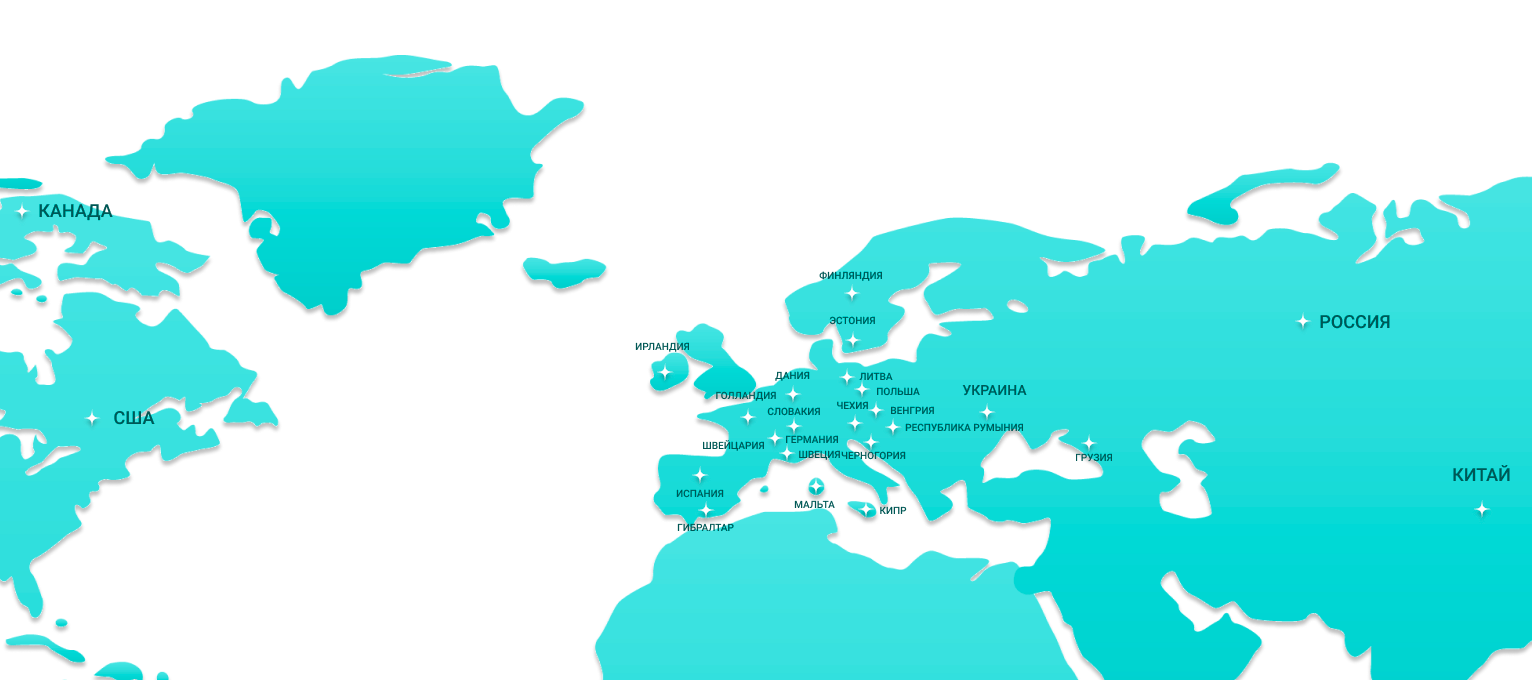 КАНАДА
ФИНЛЯНДИЯ
ЭСТОНИЯ
РОССИЯ
ИРЛАНДИЯ
ДАНИЯ
ЛИТВА
ПОЛЬША
УКРАИНА
ГОЛЛАНДИЯ
ЧЕХИЯ
СЛОВАКИЯ
ВЕНГРИЯ
США
РЕСПУБЛИКА РУМЫНИЯ
ГЕРМАНИЯ
ШВЕЙЦАРИЯ
ШВЕЦИЯ
ЧЕРНОГОРИЯ
ГРУЗИЯ
КИТАЙ
ИСПАНИЯ
МАЛЬТА
КИПР
ГИБРАЛТАР